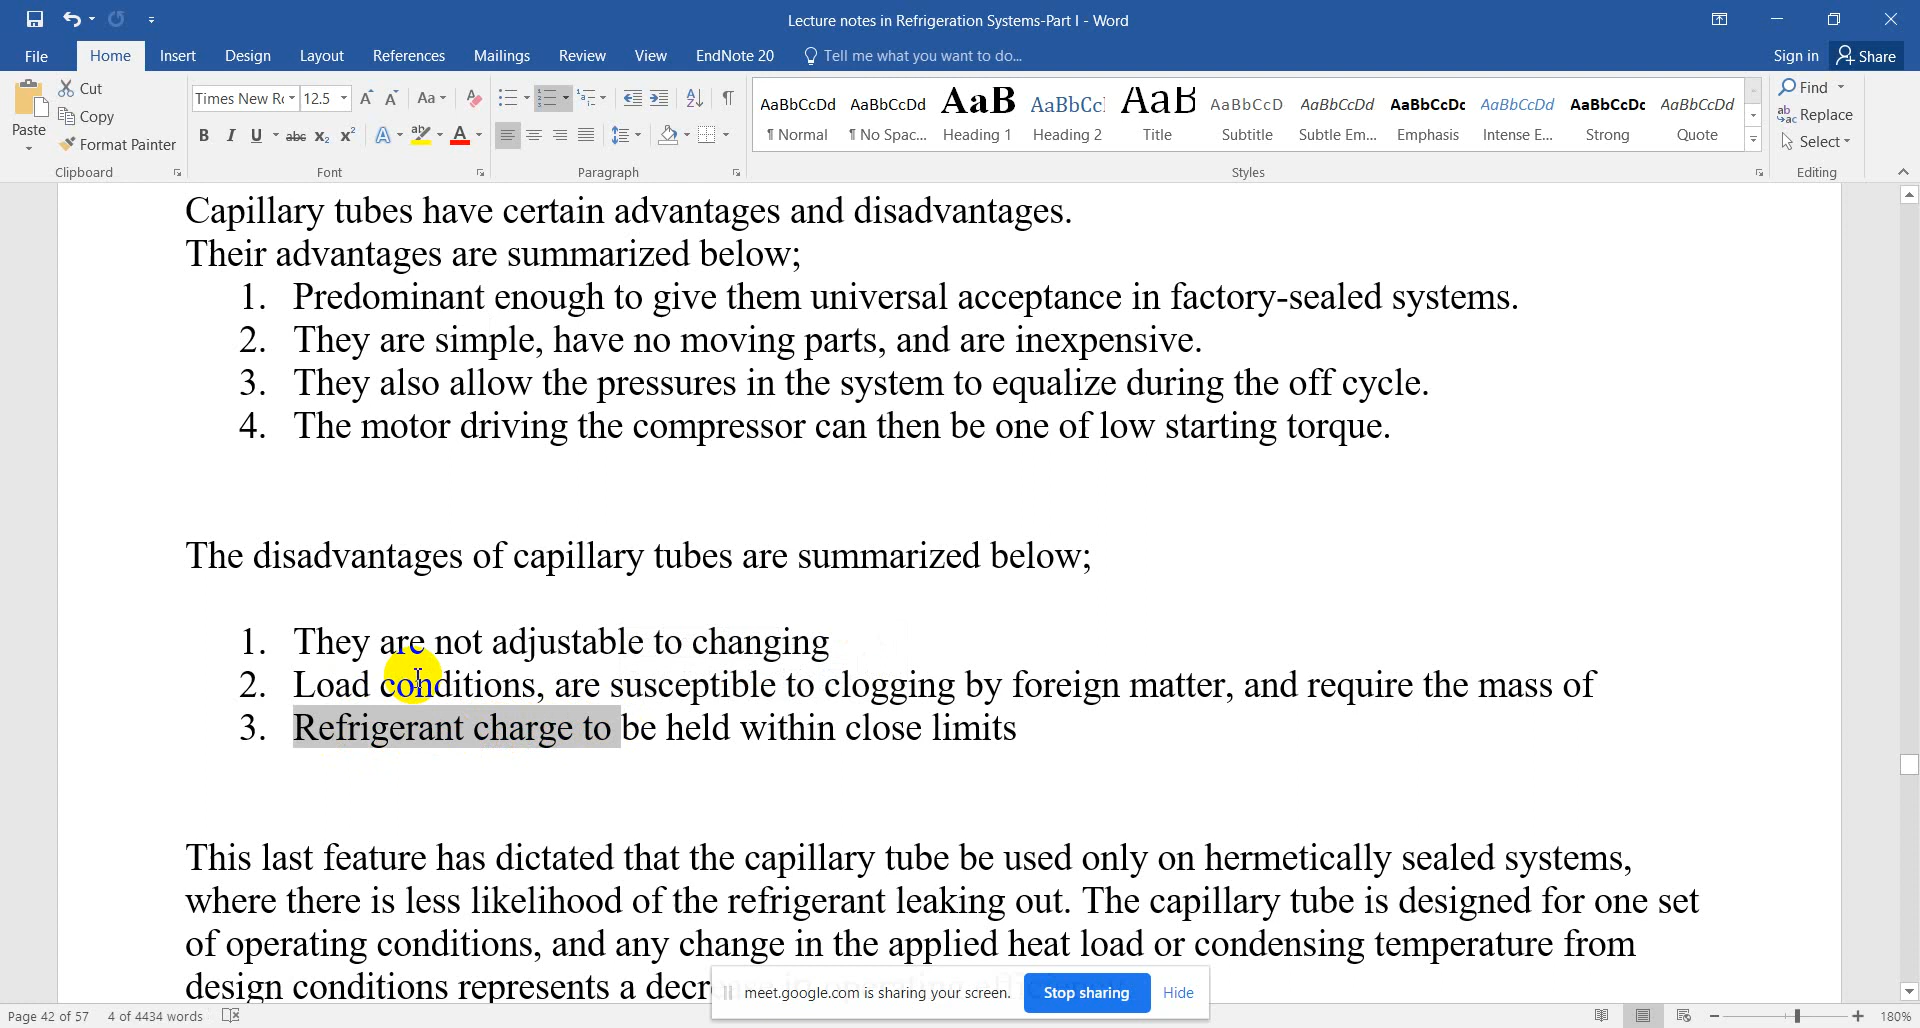 Lecture notes in Refrigeration Systems-Part I - Word
File Home Insert Design Layout References Mailings Review View EndNote 20 Tell me what you want to do... Sign in Share
Paste Cut Copy Format Painter
Clipboard
Times New Rc 12.5 Aa
B I U abc X₂ X² A ab A
Font
Paragraph
AaBbCcDd AaBbCcDd AaB AaBbCc AaB AaBbCcD AaBbCcDd AaBbCcDc AaBbCcDd AaBbCcDc AaBbCcDd
¶ Normal ¶ No Spac... Heading 1 Heading 2 Title Subtitle Subtle Em... Emphasis Intense E... Strong Quote
Styles
Find
Replace
Select
Editing
Capillary tubes have certain advantages and disadvantages.
Their advantages are summarized below;
1. Predominant enough to give them universal acceptance in factory-sealed systems.
2. They are simple, have no moving parts, and are inexpensive.
3. They also allow the pressures in the system to equalize during the off cycle.
4. The motor driving the compressor can then be one of low starting torque.
The disadvantages of capillary tubes are summarized below;
1. They are not adjustable to changing
2. Load conditions, are susceptible to clogging by foreign matter, and require the mass of
3. Refrigerant charge to be held within close limits
This last feature has dictated that the capillary tube be used only on hermetically sealed systems,
where there is less likelihood of the refrigerant leaking out. The capillary tube is designed for one set
of operating conditions, and any change in the applied heat load or condensing temperature from
design conditions represents a
meet.google.com is sharing your screen. Stop sharing Hide
Page 42 of 57 4 of 4434 words 180%